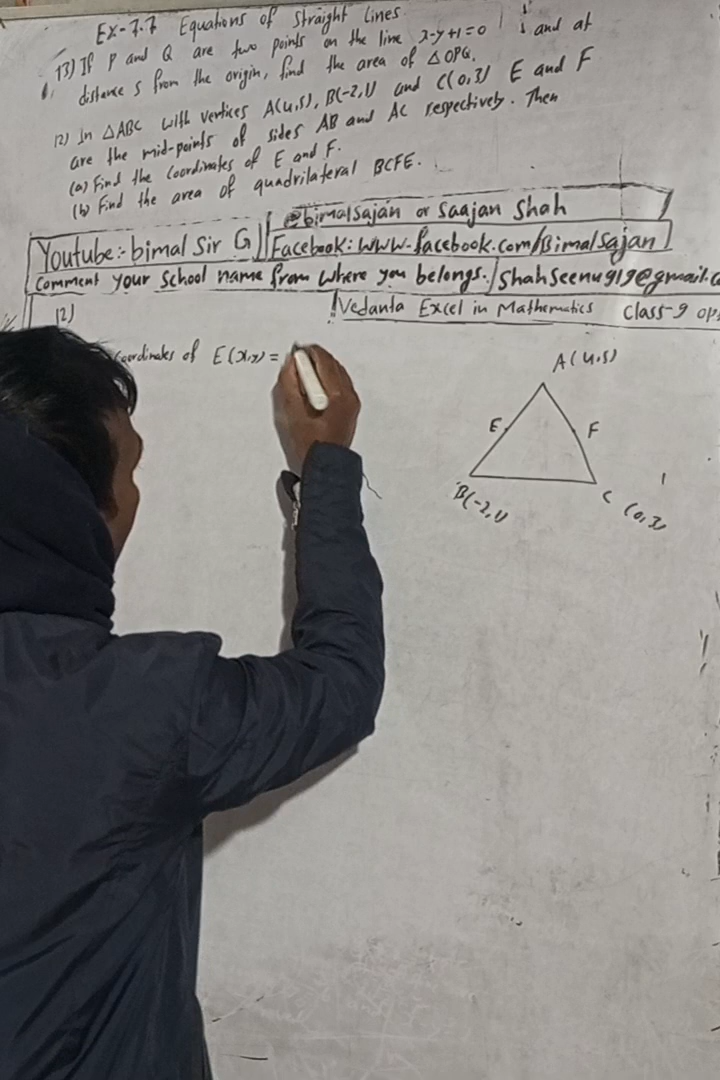 Ex-7.7 Equations of Straight Lines
13) If P and Q are two points on the line x-y+1=0 and at
distance 5 from the origin, find the area of △OPQ.
12) In △ABC with vertices A(4,5), B(-2,1) and C(0,3) E and F
are the mid-points of sides AB and AC respectively. Then
(a) Find the coordinates of E and F.
(b) Find the area of quadrilateral BCFE.
@bimalsajan or Saajan Shah
Youtube:- bimal Sir G
Facebook: www.facebook.com/Bimalsajan
Comment your School name from where you belongs.
Shahseenu919@gmail.c
12)
Vedanta Excel in Mathematics Class-9 op
Coordinates of E(x,y) =
A(4,5)
E
F
B(-2,1)
C (0,3